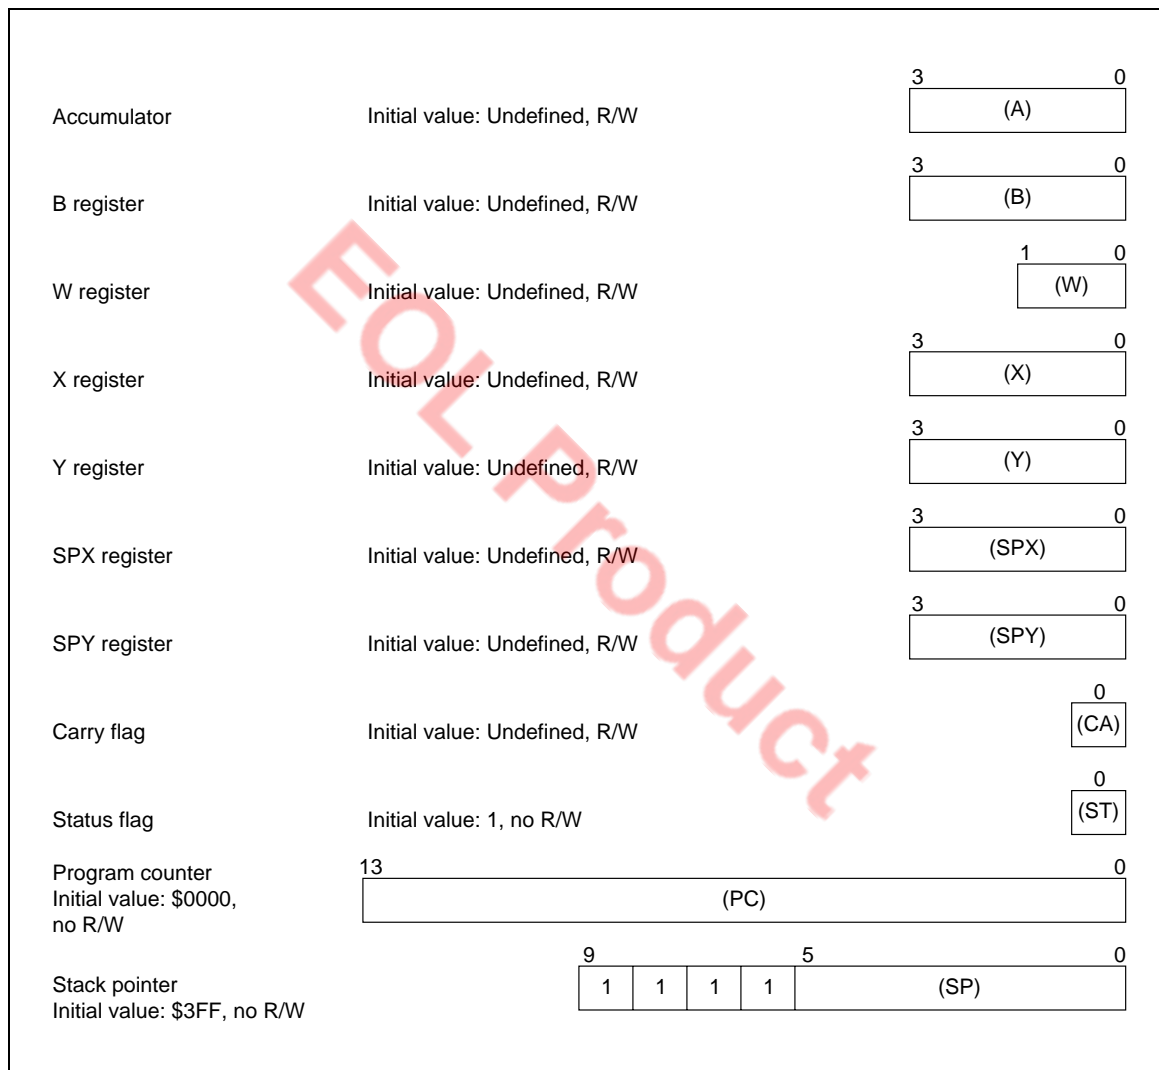 3 0
Accumulator Initial value: Undefined, R/W (A)
3 0
B register Initial value: Undefined, R/W (B)
1 0
W register Initial value: Undefined, R/W (W)
3 0
X register Initial value: Undefined, R/W (X)
3 0
Y register Initial value: Undefined, R/W (Y)
3 0
SPX register Initial value: Undefined, R/W (SPX)
3 0
SPY register Initial value: Undefined, R/W (SPY)
0
Carry flag Initial value: Undefined, R/W (CA)
0
Status flag Initial value: 1, no R/W (ST)
Program counter 13 0
Initial value: $0000, (PC)
no R/W
9 5 0
Stack pointer 1 1 1 1 (SP)
Initial value: $3FF, no R/W
EOL Product